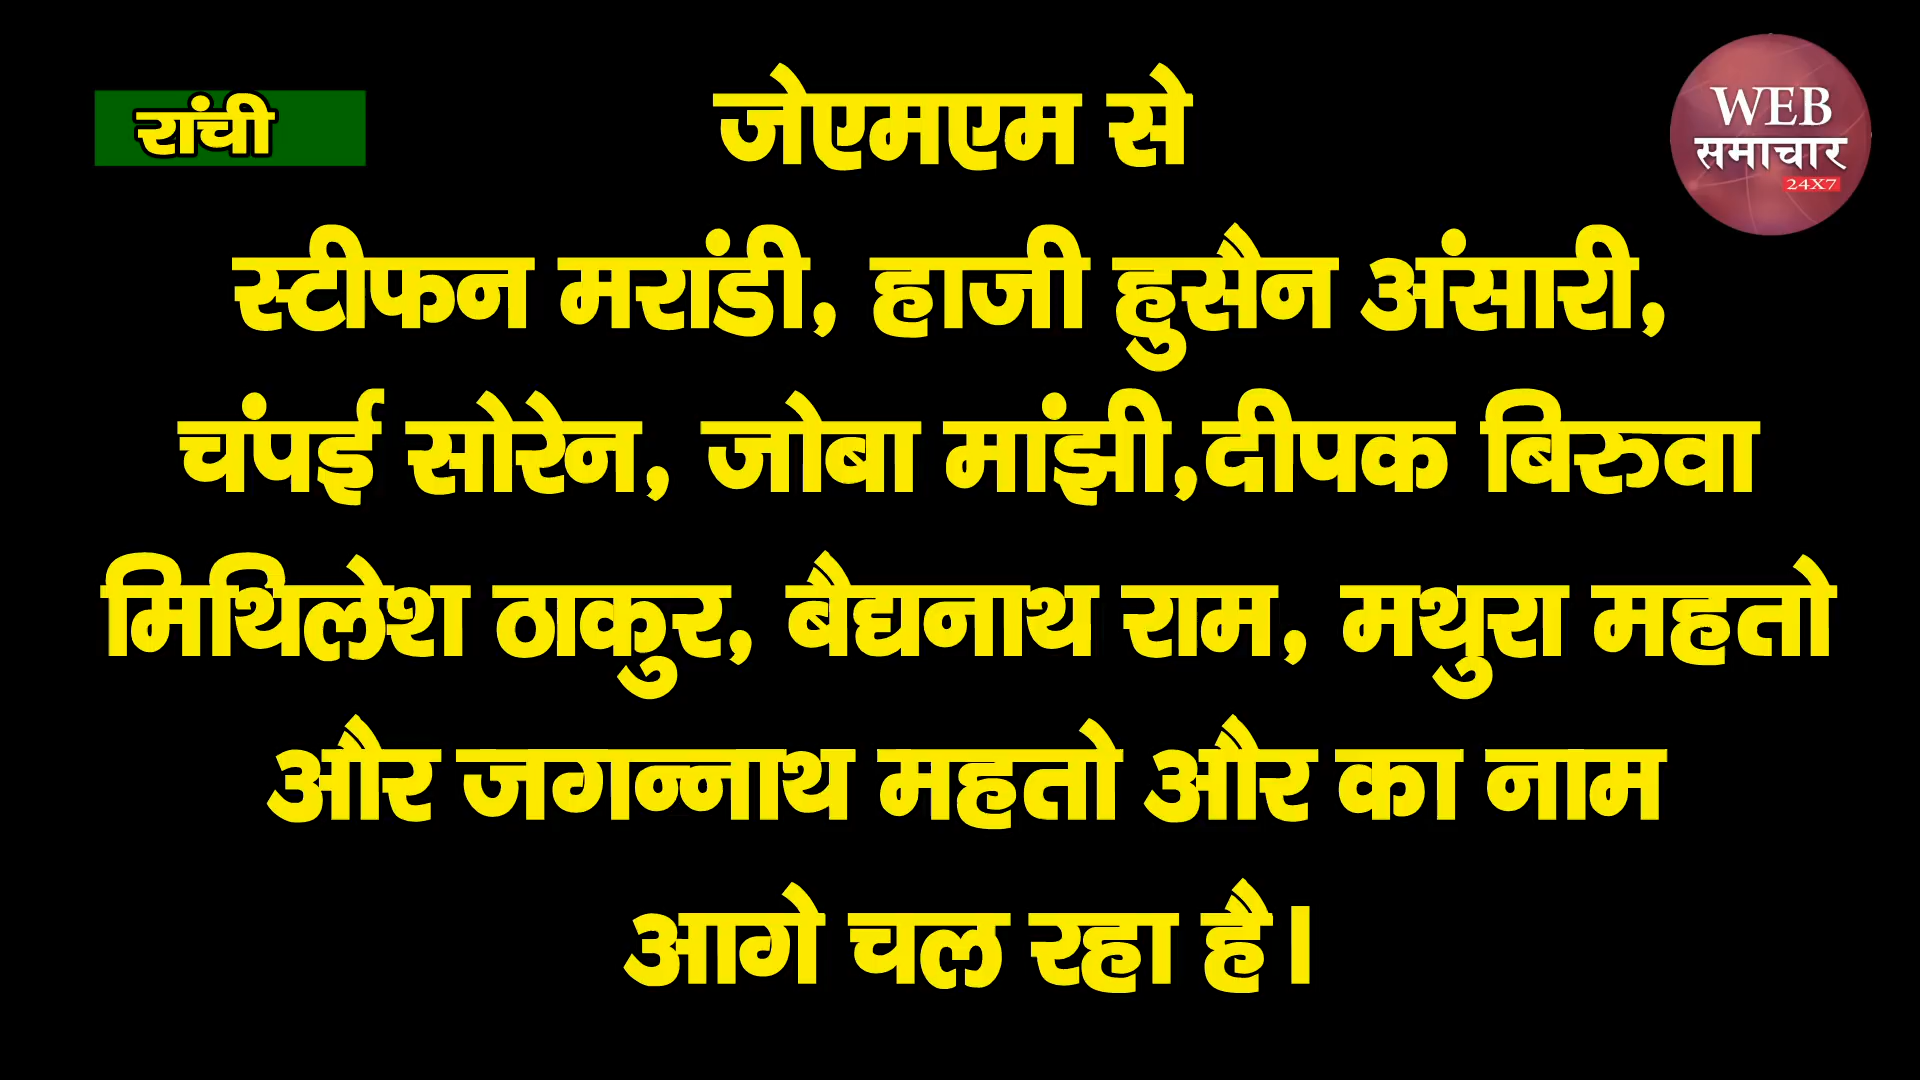 रांची
जेएमएम से
WEB
समाचार
24X7
स्टीफन मरांडी, हाजी हुसैन अंसारी,
चंपई सोरेन, जोबा मांझी,दीपक बिरुवा
मिथिलेश ठाकुर, बैद्यनाथ राम, मथुरा महतो
और जगन्नाथ महतो और का नाम
आगे चल रहा है।